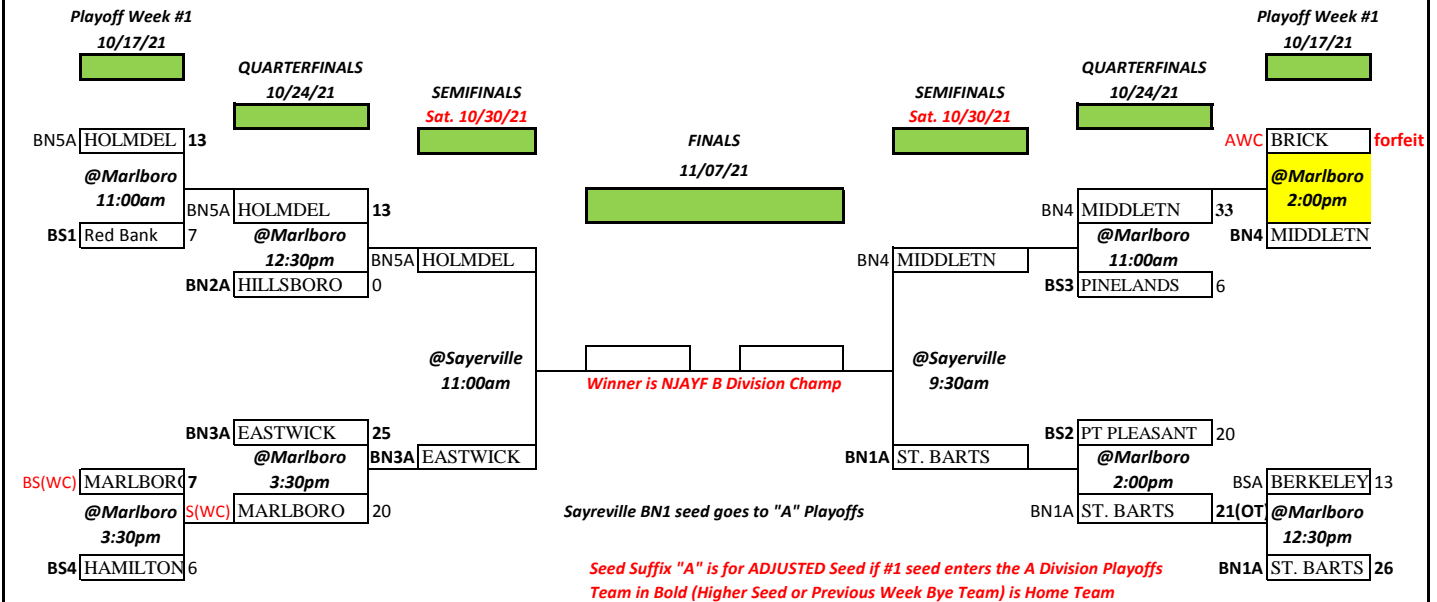 Playoff Week #1
10/17/21
QUARTERFINALS
10/24/21
SEMIFINALS
Sat. 10/30/21
FINALS
11/07/21
SEMIFINALS
Sat. 10/30/21
QUARTERFINALS
10/24/21
Playoff Week #1
10/17/21
BN5A HOLMDEL 13
@Marlboro
11:00am
BS1 Red Bank 7
BN5A HOLMDEL 13
@Marlboro
12:30pm
BN2A HILLSBORO 0
BN5A HOLMDEL
@Sayerville
11:00am
BN3A EASTWICK
BN3A EASTWICK 25
@Marlboro
3:30pm
S(WC) MARLBORO 20
BS(WC) MARLBORO 7
@Marlboro
3:30pm
BS4 HAMILTON 6
Winner is NJAYF B Division Champ
Sayreville BN1 seed goes to "A" Playoffs
Seed Suffix "A" is for ADJUSTED Seed if #1 seed enters the A Division Playoffs
Team in Bold (Higher Seed or Previous Week Bye Team) is Home Team
BN4 MIDDLETN
@Sayerville
9:30am
BN1A ST. BARTS
BN4 MIDDLETN 33
@Marlboro
11:00am
BS3 PINELANDS 6
BS2 PT PLEASANT 20
@Marlboro
2:00pm
BN1A ST. BARTS 21(OT)
AWC BRICK forfeit
@Marlboro
2:00pm
BN4 MIDDLETN
BSA BERKELEY 13
@Marlboro
12:30pm
BN1A ST. BARTS 26